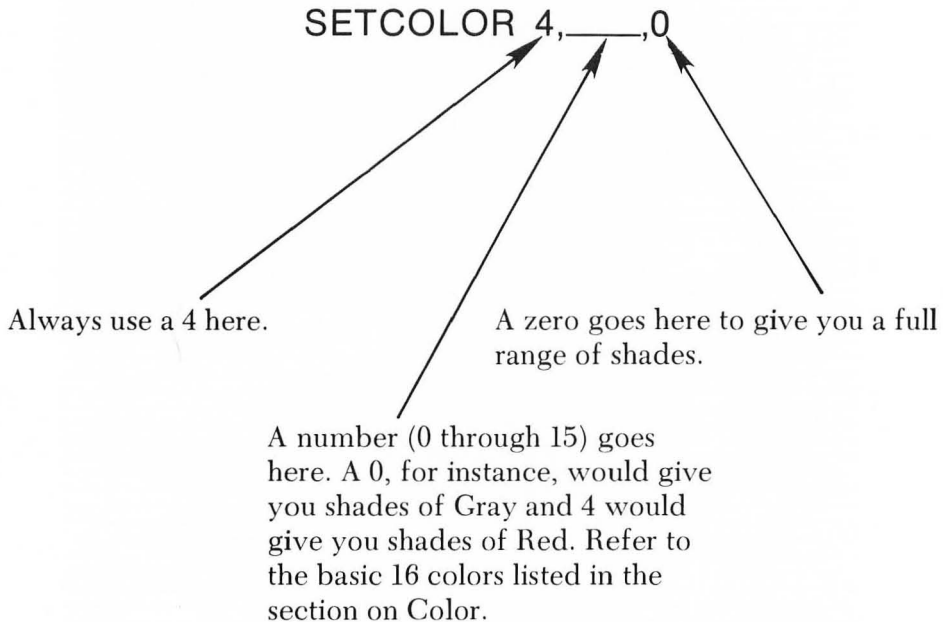 SETCOLOR 4,____,0
Always use a 4 here.
A zero goes here to give you a full
range of shades.
A number (0 through 15) goes
here. A 0, for instance, would give
you shades of Gray and 4 would
give you shades of Red. Refer to
the basic 16 colors listed in the
section on Color.